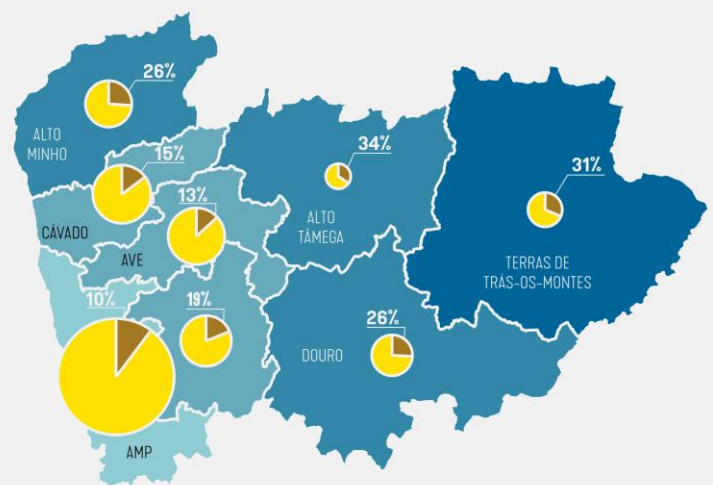 26%
ALTO
MINHO
15%
CÁVADO
13%
AVE
34%
ALTO
TÂMEGA
31%
TERRAS DE
TRÁS-OS-MONTES
10%
AMP
19%
26%
DOURO